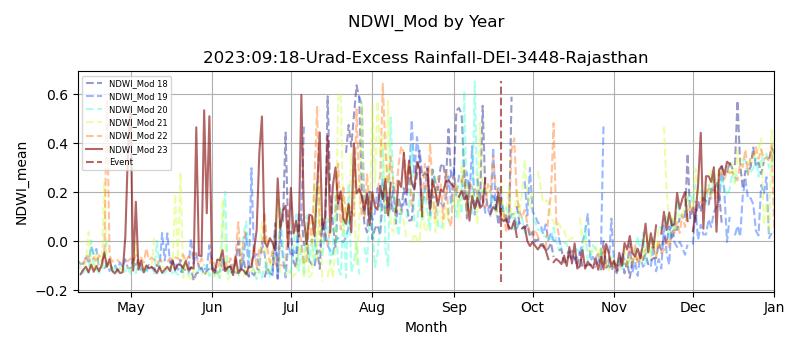 NDWI_Mod by Year
2023:09:18-Urad-Excess Rainfall-DEI-3448-Rajasthan
NDWI_Mod 18
NDWI_Mod 19
NDWI_Mod 20
NDWI_Mod 21
NDWI_Mod 22
NDWI_Mod 23
Event
NDWI_mean
0.6
0.4
0.2
0.0
−0.2
May Jun Jul Aug Sep Oct Nov Dec Jan
Month